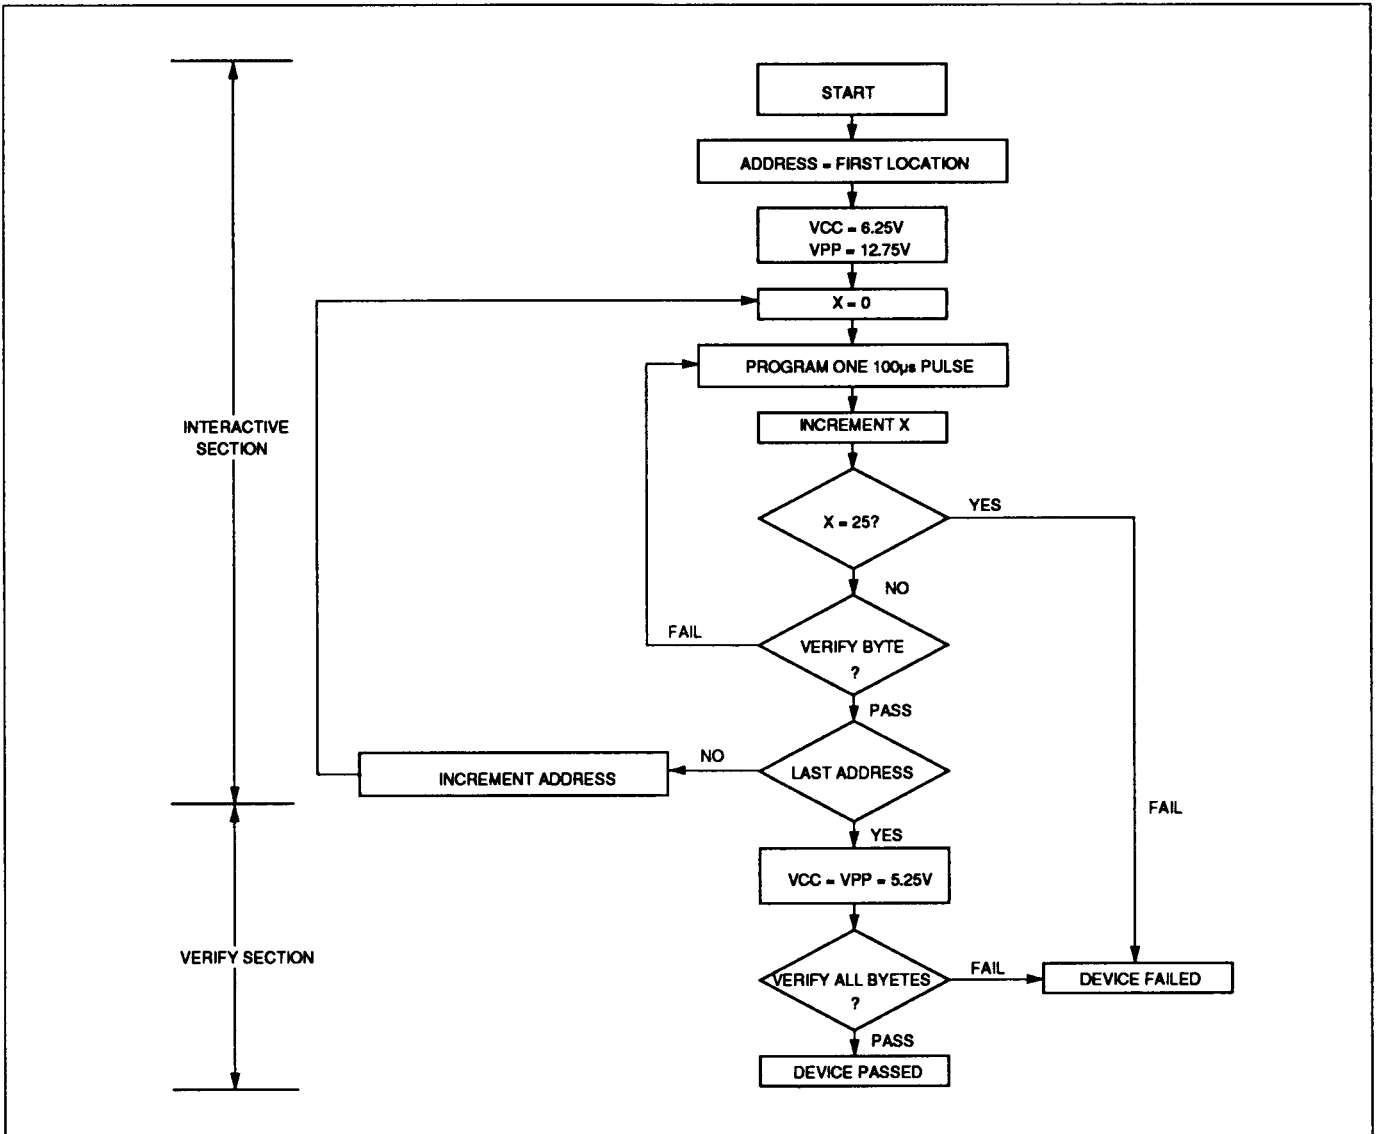 START
ADDRESS = FIRST LOCATION
VCC = 6.25V
VPP = 12.75V
X = 0
PROGRAM ONE 100µs PULSE
INCREMENT X
INTERACTIVE
SECTION
X = 25?
YES
NO
FAIL
VERIFY BYTE
?
PASS
NO
LAST ADDRESS
INCREMENT ADDRESS
FAIL
YES
VCC = VPP = 5.25V
VERIFY SECTION
VERIFY ALL BYETES
?
FAIL
DEVICE FAILED
PASS
DEVICE PASSED